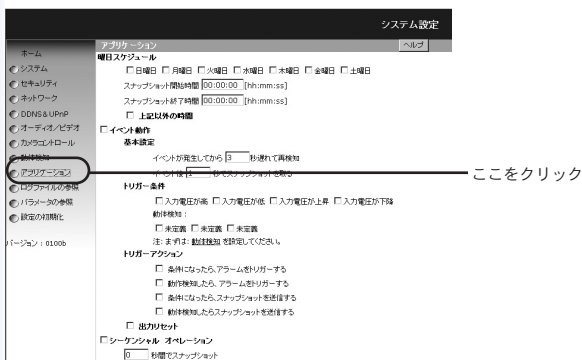 システム設定
アプリケーション
ヘルプ
ホーム
システム
セキュリティ
ネットワーク
DDNS & UPnP
オーディオ/ビデオ
カメラコントロール
動体検知
アプリケーション
ログファイルの参照
パラメータの参照
設定の初期化
バージョン : 0100b
曜日スケジュール
日曜日 月曜日 火曜日 水曜日 木曜日 金曜日 土曜日
スナップショット開始時間 00:00:00 [hh:mm:ss]
スナップショット終了時間 00:00:00 [hh:mm:ss]
上記以外の時間
イベント動作
基本設定
イベントが発生してから 3 秒遅れて再検知
イベント後 1 秒でスナップショットを取る
トリガー条件
入力電圧が高 入力電圧が低 入力電圧が上昇 入力電圧が下降
動体検知 :
未定義 未定義 未定義
注: まずは: 動体検知 を設定してください。
トリガーアクション
条件になったら、アラームをトリガーする
動作検知したら、アラームをトリガーする
条件になったら、スナップショットを送信する
動体検知したらスナップショットを送信する
出力リセット
シーケンシャル オペレーション
0 秒間でスナップショット
ここをクリック